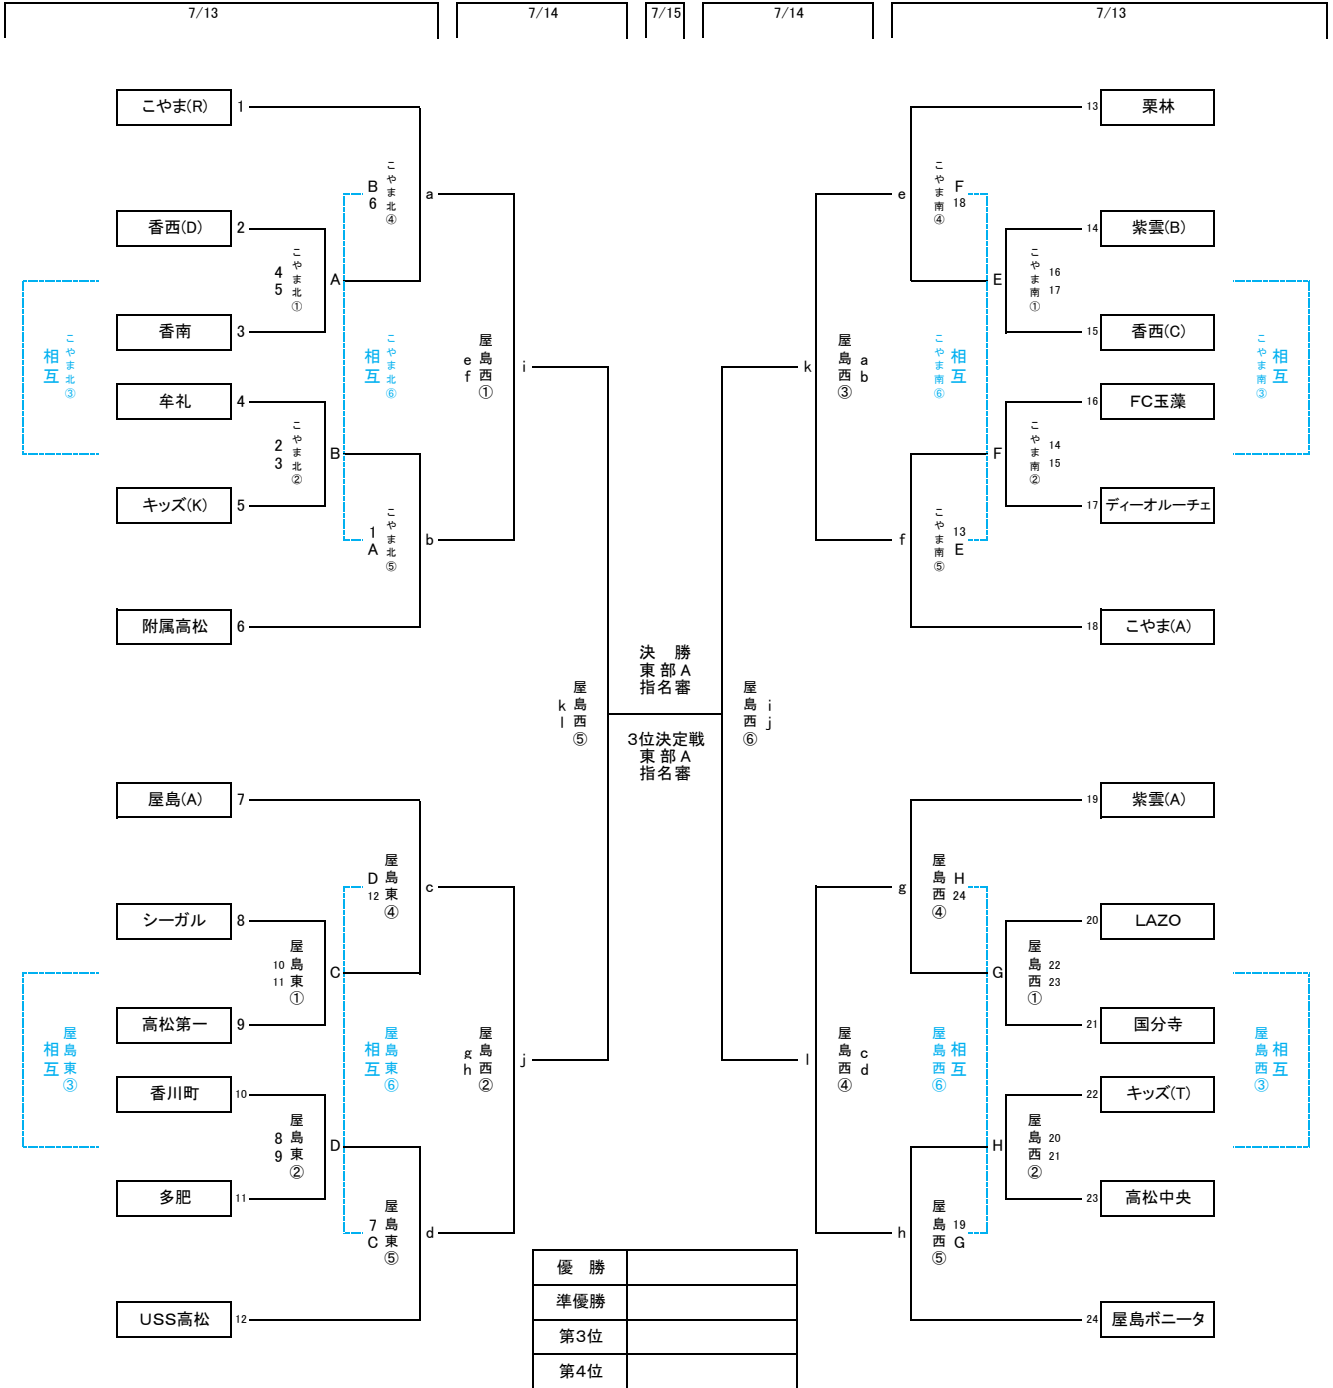 7/13
7/14
7/15
7/14
7/13
こやま(R) 1
香西(D) 2
香南 3
牟礼 4
キッズ(K) 5
附属高松 6
屋島(A) 7
シーガル 8
高松第一 9
香川町 10
多肥 11
USS高松 12
相互 こやま北③
4 5 こやま北①
A
2 3 こやま北②
B
B 6 こやま北④
a
相互 こやま北⑥
1 A こやま北⑤
b
e f 屋島西①
i
相互 屋島東③
10 11 屋島東①
C
8 9 屋島東②
D
D 12 屋島東④
c
相互 屋島東⑥
7 C 屋島東⑤
d
g h 屋島西②
j
k l 屋島西⑤
決 勝
東部A
指名審
3位決定戦
東部A
指名審
屋島西⑥ i j
k
屋島西③ a b
e
こやま南④ F 18
こやま南⑥ 相互
f
こやま南⑤ 13 E
E
こやま南① 16 17
F
こやま南② 14 15
こやま南③ 相互
l
屋島西④ c d
g
屋島西④ H 24
屋島西⑥ 相互
h
屋島西⑤ 19 G
G
屋島西① 22 23
H
屋島西② 20 21
屋島西③ 相互
13 栗林
14 紫雲(B)
15 香西(C)
16 FC玉藻
17 ディーオルーチェ
18 こやま(A)
19 紫雲(A)
20 LAZO
21 国分寺
22 キッズ(T)
23 高松中央
24 屋島ボニータ
優 勝
準優勝
第3位
第4位